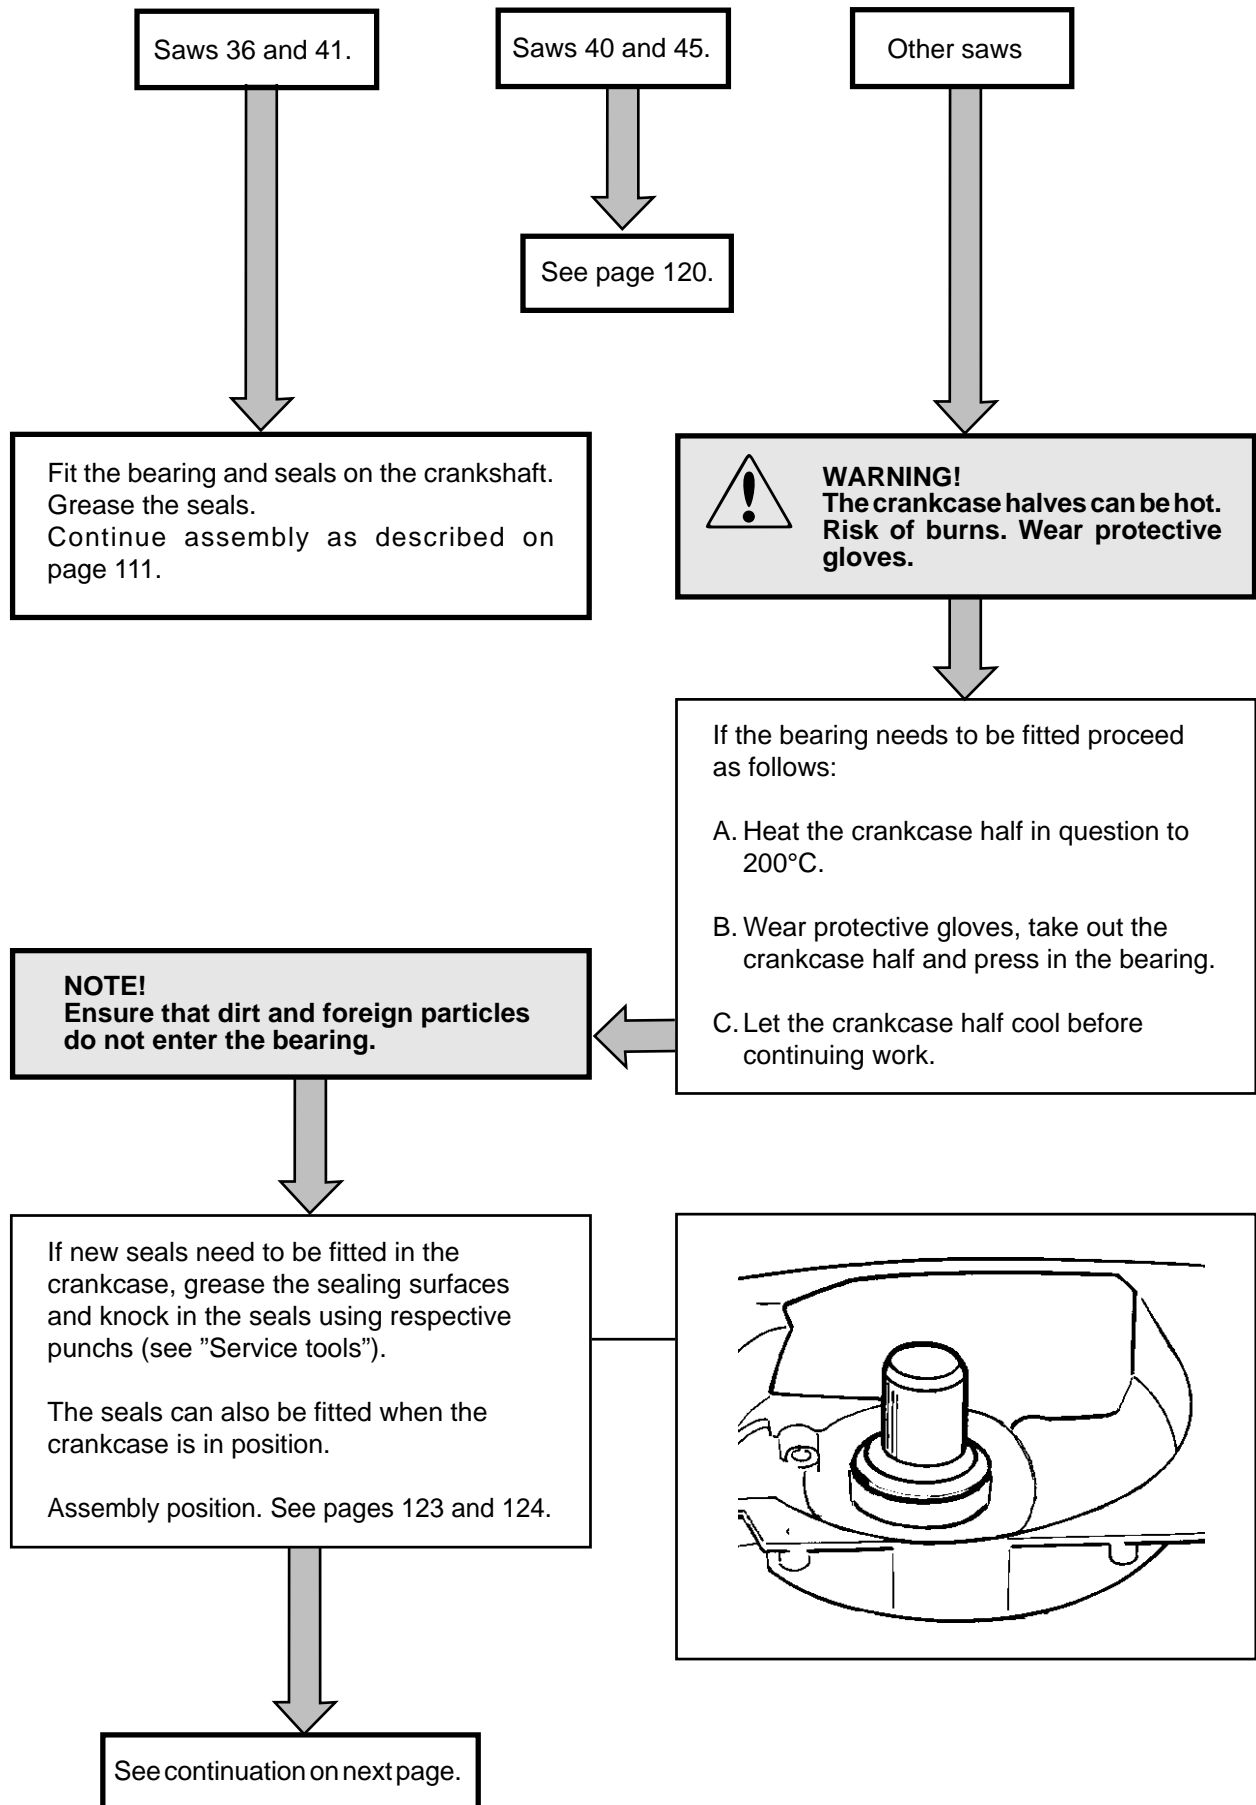 Saws 36 and 41.
Saws 40 and 45.
Other saws
See page 120.
Fit the bearing and seals on the crankshaft.
Grease the seals.
Continue assembly as described on
page 111.
WARNING!
The crankcase halves can be hot.
Risk of burns. Wear protective
gloves.
If the bearing needs to be fitted proceed
as follows:
A. Heat the crankcase half in question to
200°C.
B. Wear protective gloves, take out the
crankcase half and press in the bearing.
C. Let the crankcase half cool before
continuing work.
NOTE!
Ensure that dirt and foreign particles
do not enter the bearing.
If new seals need to be fitted in the
crankcase, grease the sealing surfaces
and knock in the seals using respective
punchs (see ”Service tools”).
The seals can also be fitted when the
crankcase is in position.
Assembly position. See pages 123 and 124.
See continuation on next page.